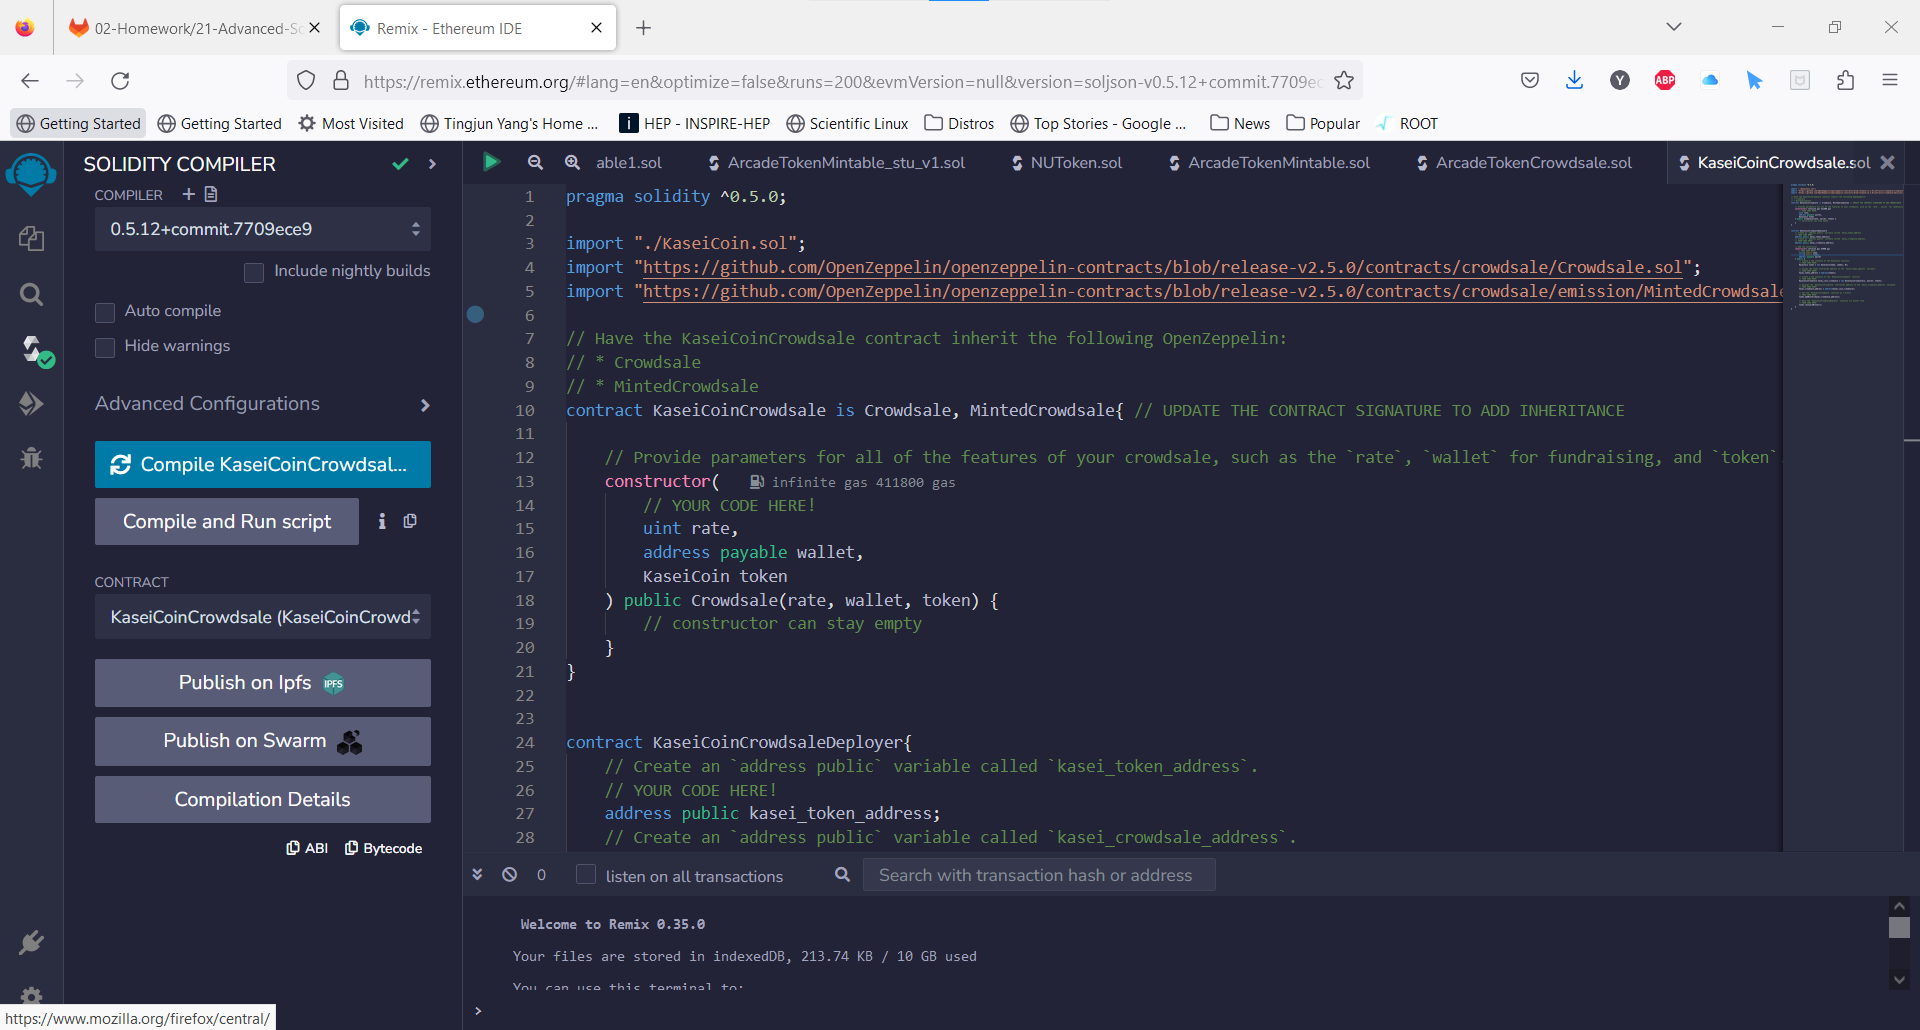 02-Homework/21-Advanced-So
Remix - Ethereum IDE
https://remix.ethereum.org/#lang=en&optimize=false&runs=200&evmVersion=null&version=soljson-v0.5.12+commit.7709ec
Y
ABP
Getting Started
Getting Started
Most Visited
Tingjun Yang's Home ...
i
HEP - INSPIRE-HEP
Scientific Linux
Distros
Top Stories - Google ...
News
Popular
ROOT
SOLIDITY COMPILER
COMPILER
0.5.12+commit.7709ece9
Include nightly builds
Auto compile
Hide warnings
Advanced Configurations
Compile KaseiCoinCrowdsal...
Compile and Run script
CONTRACT
KaseiCoinCrowdsale (KaseiCoinCrowd
Publish on Ipfs IPFS
Publish on Swarm
Compilation Details
ABI
Bytecode
able1.sol
ArcadeTokenMintable_stu_v1.sol
NUToken.sol
ArcadeTokenMintable.sol
ArcadeTokenCrowdsale.sol
KaseiCoinCrowdsale.sol
1 pragma solidity ^0.5.0;
2
3 import "./KaseiCoin.sol";
4 import "https://github.com/OpenZeppelin/openzeppelin-contracts/blob/release-v2.5.0/contracts/crowdsale/Crowdsale.sol";
5 import "https://github.com/OpenZeppelin/openzeppelin-contracts/blob/release-v2.5.0/contracts/crowdsale/emission/MintedCrowdsale
6
7 // Have the KaseiCoinCrowdsale contract inherit the following OpenZeppelin:
8 // * Crowdsale
9 // * MintedCrowdsale
10 contract KaseiCoinCrowdsale is Crowdsale, MintedCrowdsale{ // UPDATE THE CONTRACT SIGNATURE TO ADD INHERITANCE
11
12 // Provide parameters for all of the features of your crowdsale, such as the `rate`, `wallet` for fundraising, and `token`
13 constructor( infinite gas 411800 gas
14 // YOUR CODE HERE!
15 uint rate,
16 address payable wallet,
17 KaseiCoin token
18 ) public Crowdsale(rate, wallet, token) {
19 // constructor can stay empty
20 }
21 }
22
23
24 contract KaseiCoinCrowdsaleDeployer{
25 // Create an `address public` variable called `kasei_token_address`.
26 // YOUR CODE HERE!
27 address public kasei_token_address;
28 // Create an `address public` variable called `kasei_crowdsale_address`.
0
listen on all transactions
Search with transaction hash or address
Welcome to Remix 0.35.0
Your files are stored in indexedDB, 213.74 KB / 10 GB used
You can use this terminal to:
>
https://www.mozilla.org/firefox/central/